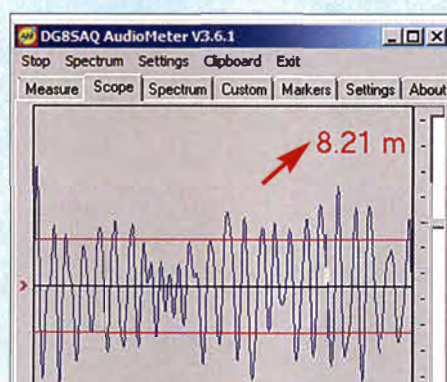 DG8SAQ AudioMeter V3.6.1
Stop Spectrum Settings Clipboard Exit
Measure Scope Spectrum Custom Markers Settings About
8.21 m